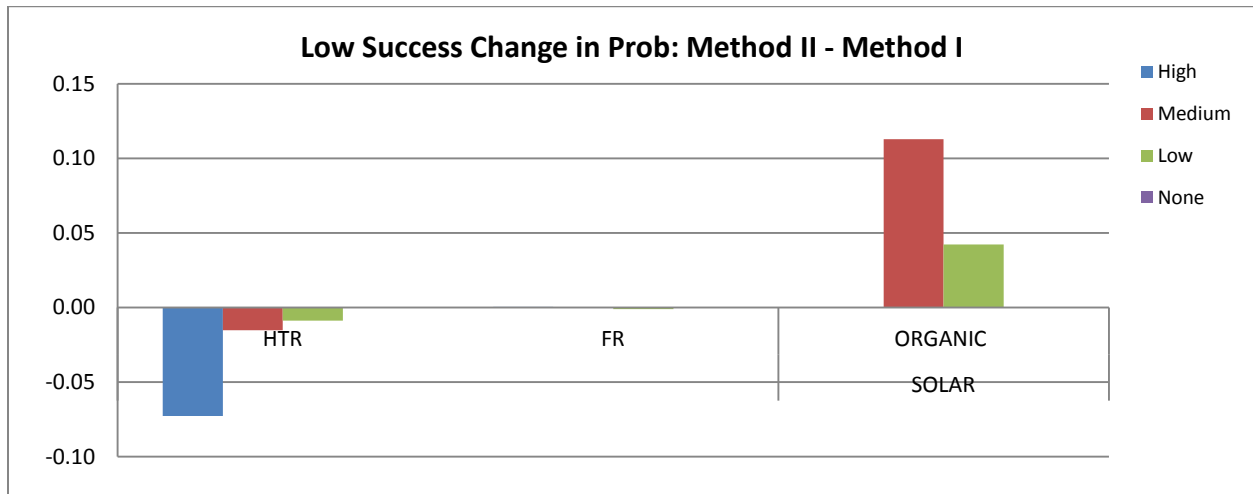 Low Success Change in Prob: Method II - Method I
0.15
0.10
0.05
0.00
-0.05
-0.10
HTR
FR
ORGANIC
SOLAR
High
Medium
Low
None